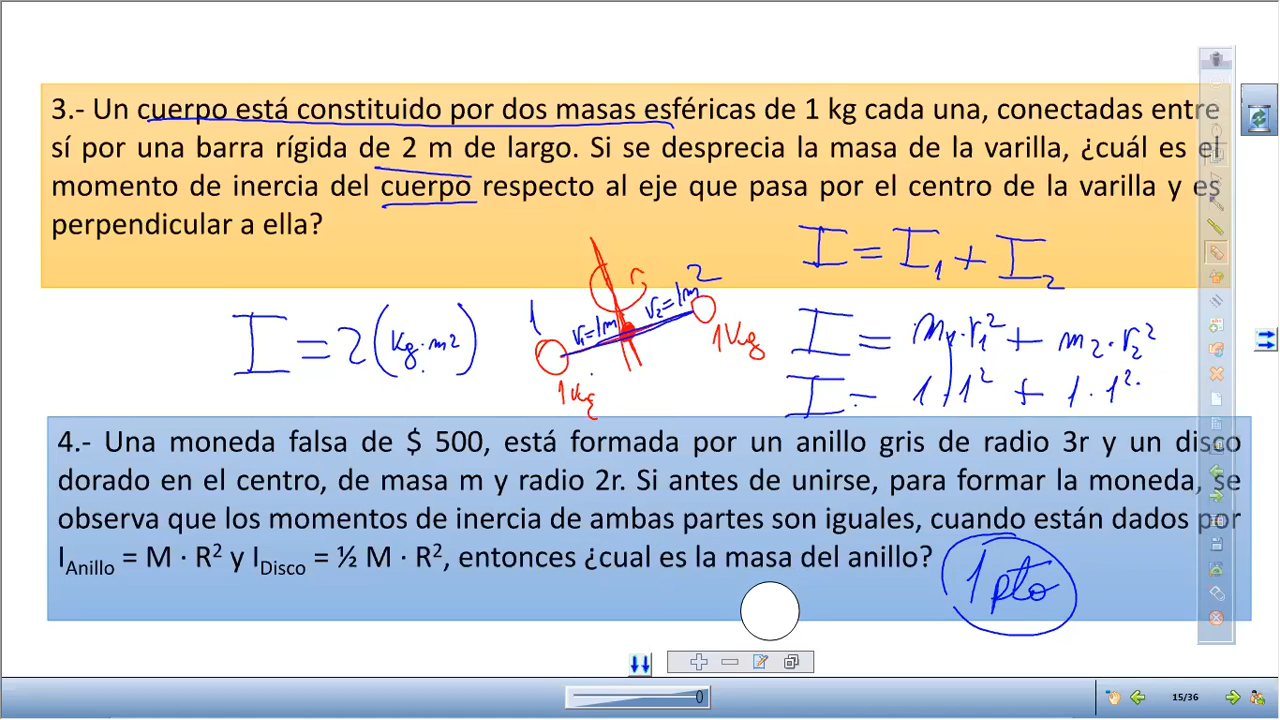 3.- Un cuerpo está constituido por dos masas esféricas de 1 kg cada una, conectadas entre
sí por una barra rígida de 2 m de largo. Si se desprecia la masa de la varilla, ¿cuál es el
momento de inercia del cuerpo respecto al eje que pasa por el centro de la varilla y es
perpendicular a ella?
I = I₁ + I₂
r
1
2
r₁=1m
r₂=1m
1Kg
1Kg
I = m₁·r₁² + m₂·r₂²
I = 1·1² + 1·1²
I = 2 (kg·m²)
4.- Una moneda falsa de $ 500, está formada por un anillo gris de radio 3r y un disco
dorado en el centro, de masa m y radio 2r. Si antes de unirse, para formar la moneda, se
observa que los momentos de inercia de ambas partes son iguales, cuando están dados por
I_Anillo = M · R² y I_Disco = ½ M · R², entonces ¿cual es la masa del anillo?
1 pto
0
15/36